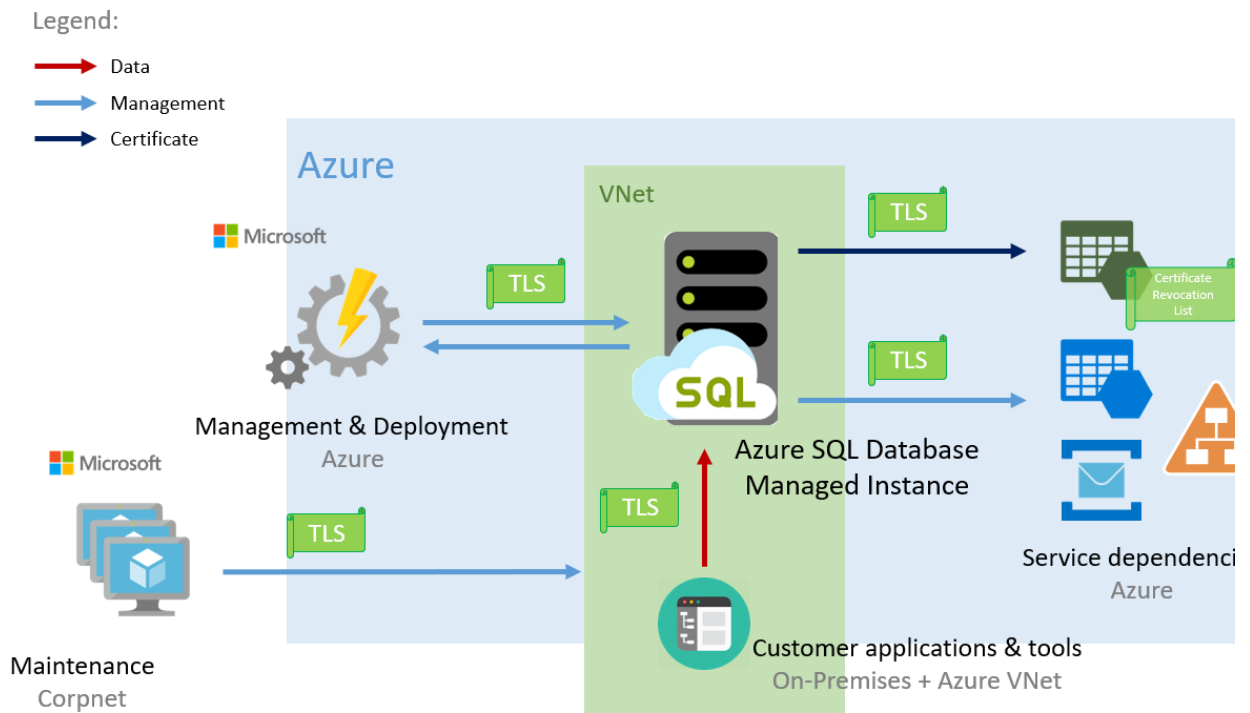 Legend:
Data
Management
Certificate
Azure
VNet
TLS
Microsoft
TLS
Certificate
Revocation
List
TLS
SQL
Management & Deployment
Azure
Azure SQL Database
Managed Instance
Microsoft
TLS
TLS
Service dependenci
Azure
Customer applications & tools
On-Premises + Azure VNet
Maintenance
Corpnet